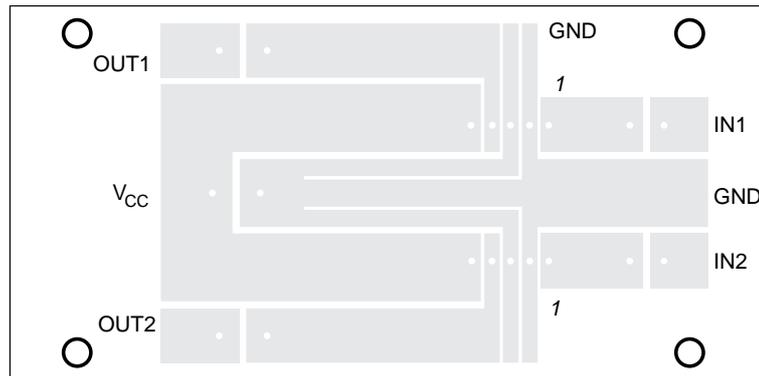 GND
OUT1
1
IN1
VCC
GND
IN2
1
OUT2